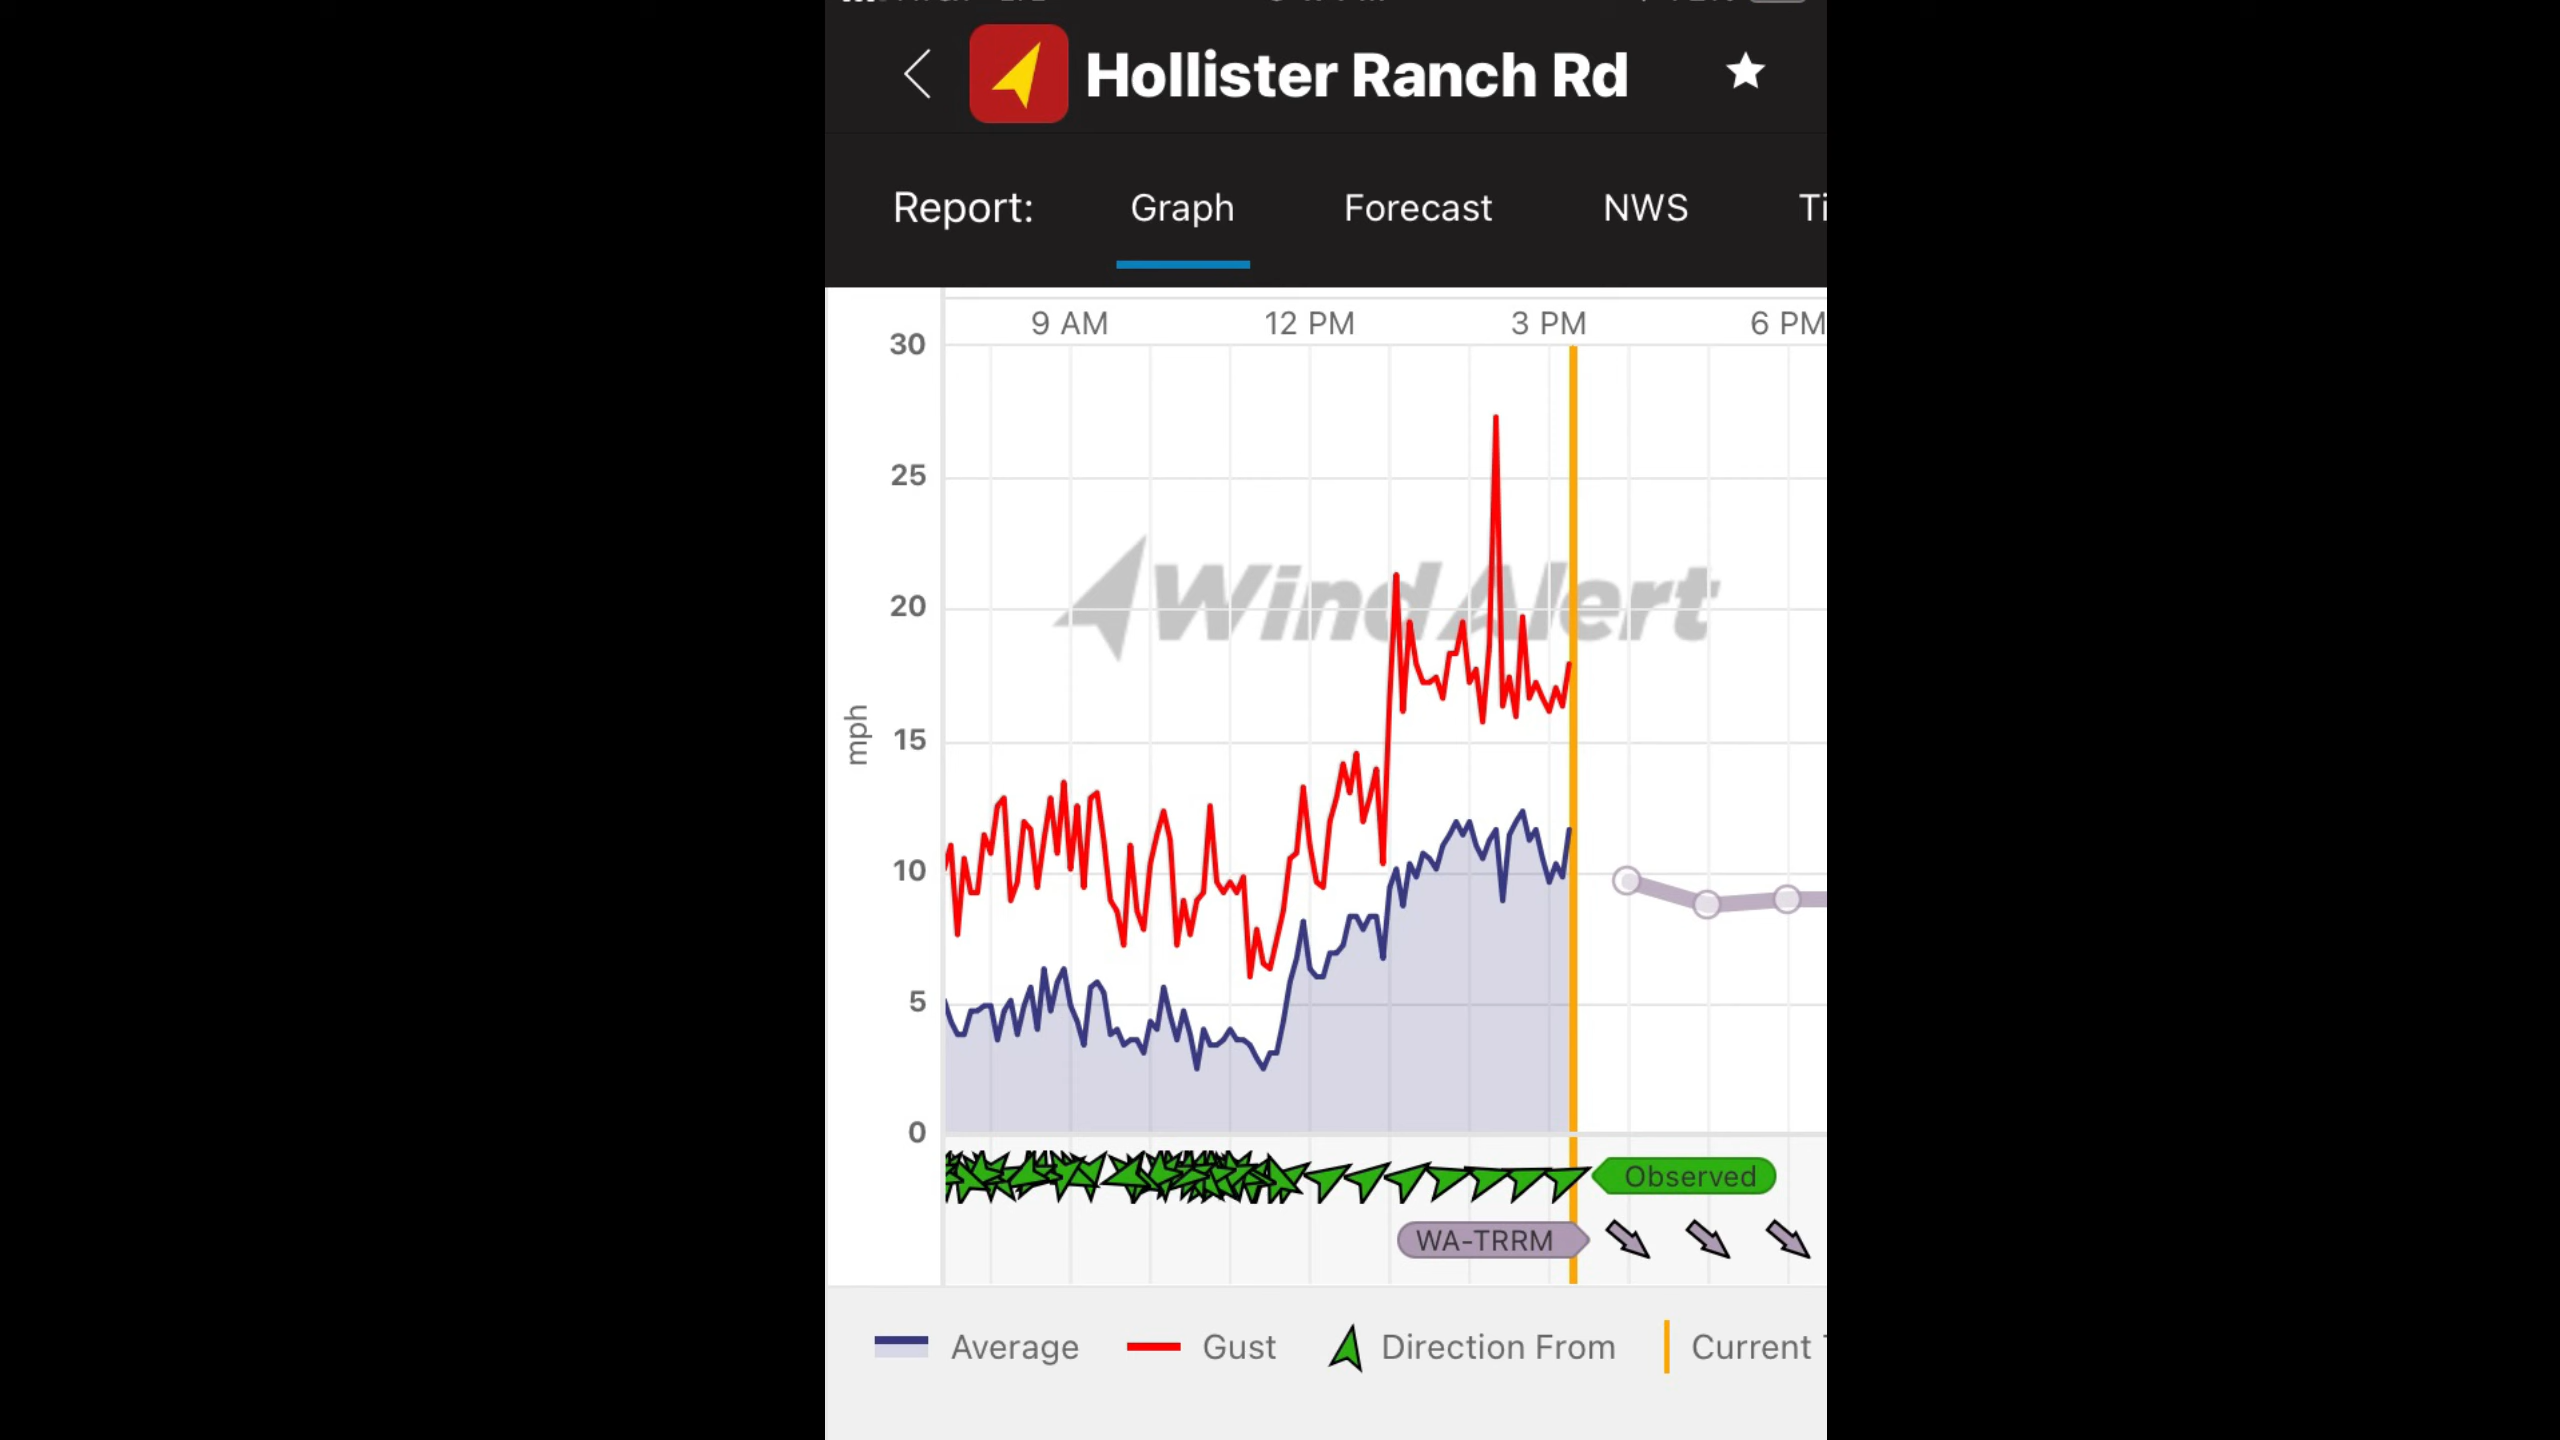 Hollister Ranch Rd
Report: Graph Forecast NWS Ti
9 AM 12 PM 3 PM 6 PM
30
25
WindAlert
20
mph
15
10
5
0
Observed
WA-TRRM
Average Gust Direction From Current